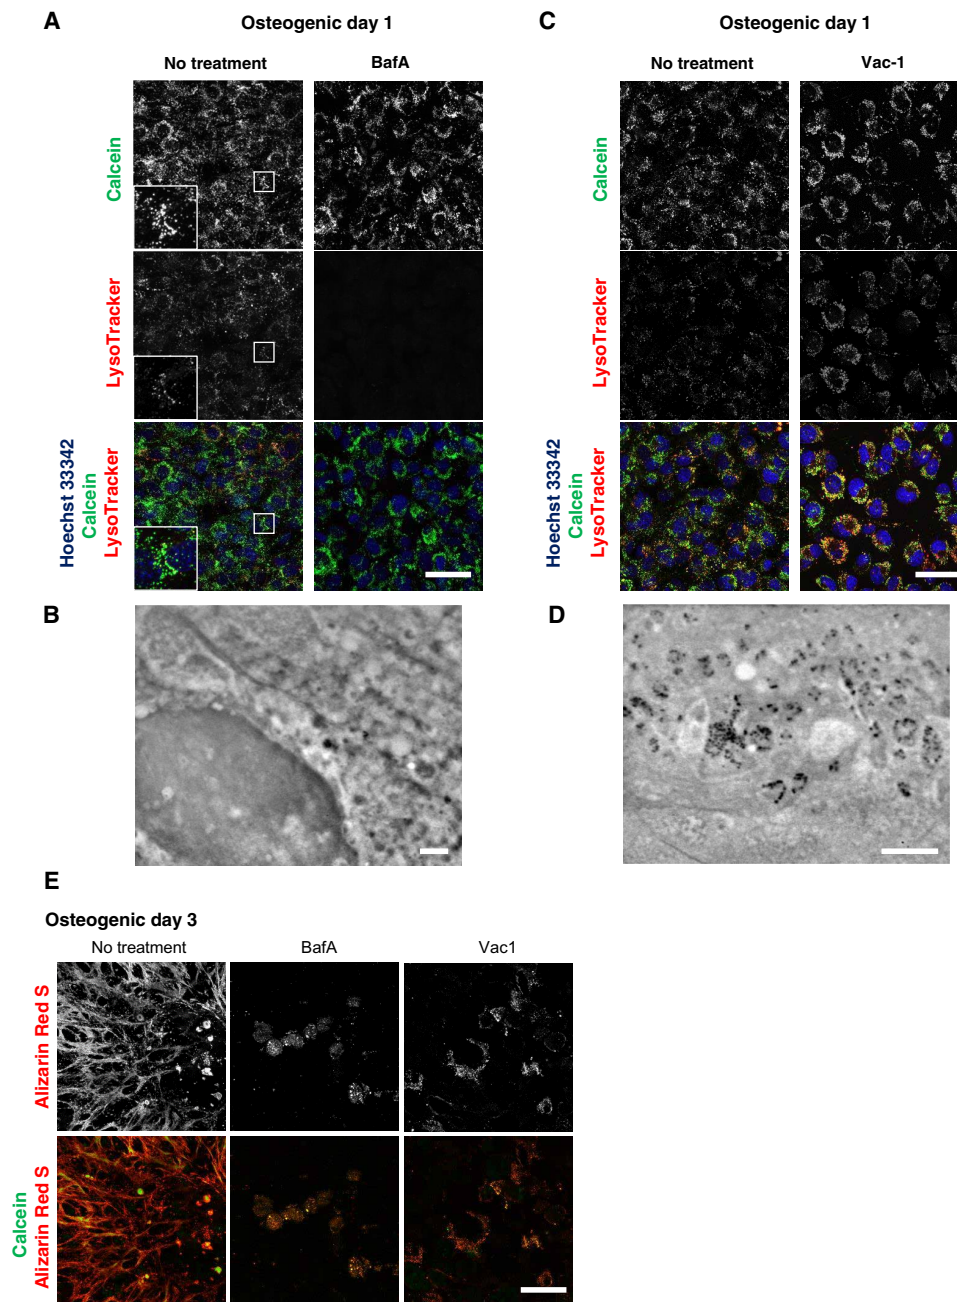 A
Osteogenic day 1
No treatment
BafA
Calcein
LysoTracker
Hoechst 33342
Calcein
LysoTracker
C
Osteogenic day 1
No treatment
Vac-1
Calcein
LysoTracker
Hoechst 33342
Calcein
LysoTracker
B
D
E
Osteogenic day 3
No treatment
BafA
Vac1
Alizarin Red S
Calcein
Alizarin Red S